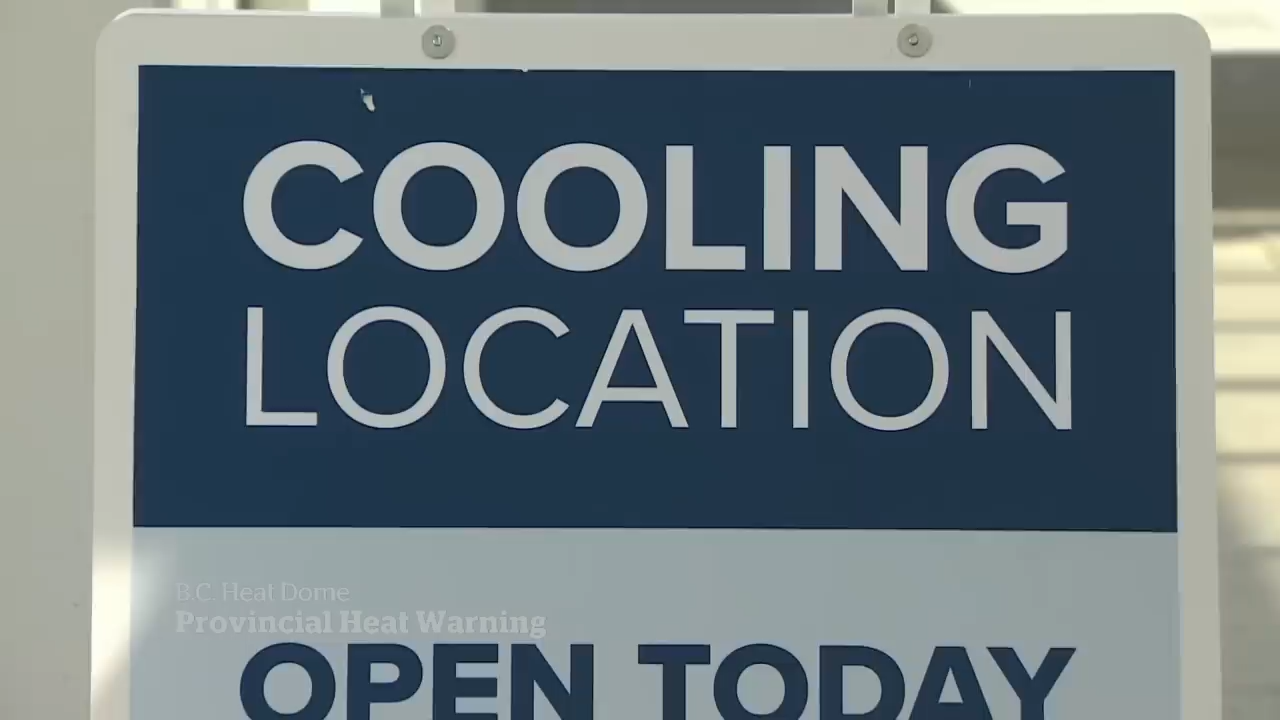 COOLING
LOCATION
B.C. Heat Dome
Provincial Heat Warning
OPEN TODAY